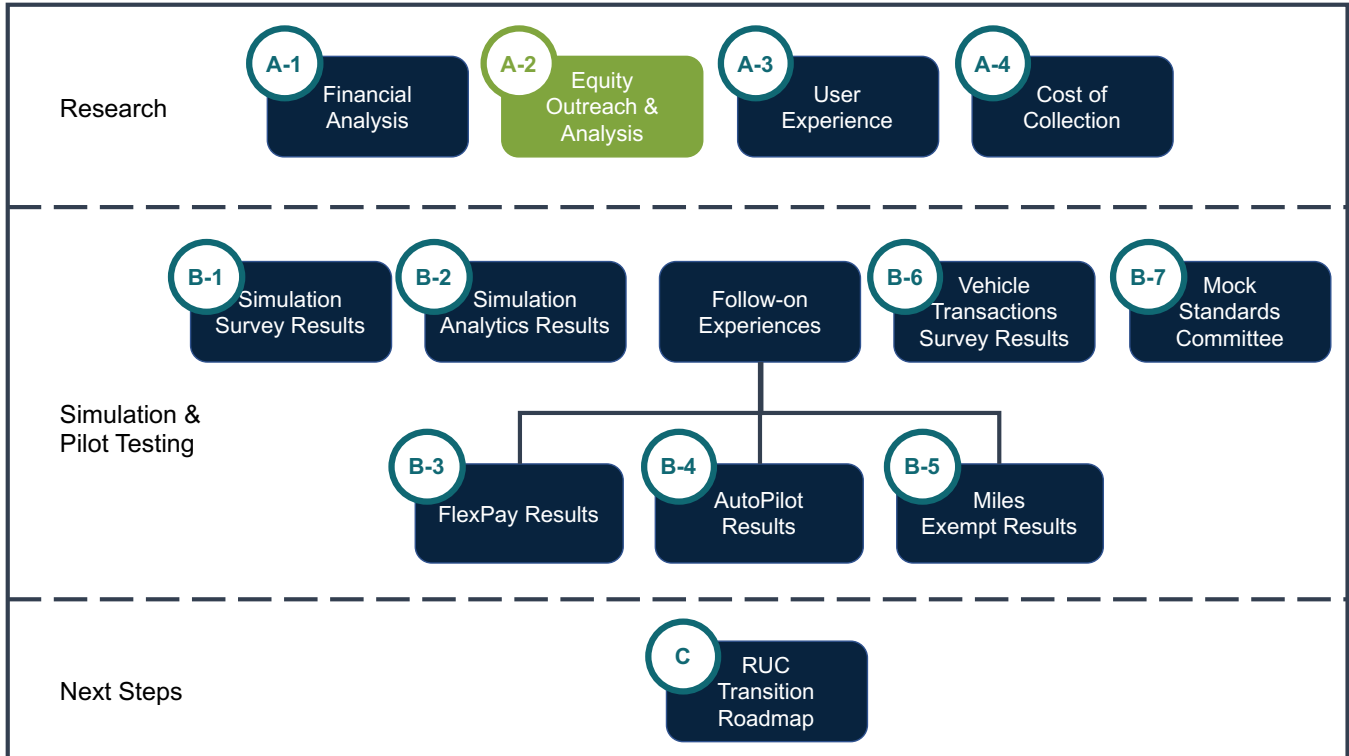 Research
A-1
Financial
Analysis
A-2
Equity
Outreach &
Analysis
A-3
User
Experience
A-4
Cost of
Collection
Simulation &
Pilot Testing
B-1
Simulation
Survey Results
B-2
Simulation
Analytics Results
Follow-on
Experiences
B-6
Vehicle
Transactions
Survey Results
B-7
Mock
Standards
Committee
B-3
FlexPay Results
B-4
AutoPilot
Results
B-5
Miles
Exempt Results
Next Steps
C
RUC
Transition
Roadmap